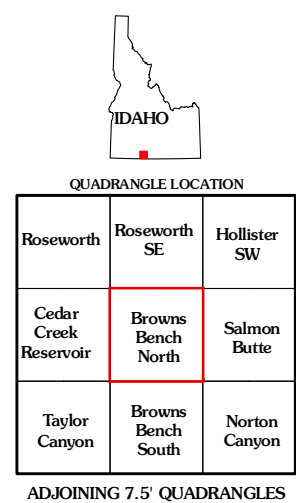 IDAHO
QUADRANGLE LOCATION
Roseworth
Roseworth
SE
Hollister
SW
Cedar
Creek
Reservoir
Browns
Bench
North
Salmon
Butte
Taylor
Canyon
Browns
Bench
South
Norton
Canyon
ADJOINING 7.5' QUADRANGLES